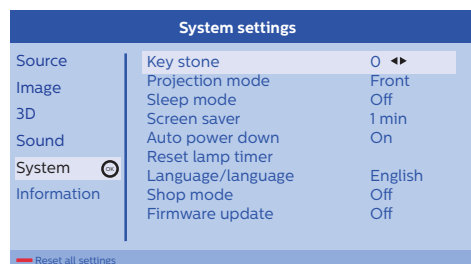 System settings
Source
Image
3D
Sound
System OK
Information
Key stone 0
Projection mode Front
Sleep mode Off
Screen saver 1 min
Auto power down On
Reset lamp timer
Language/language English
Shop mode Off
Firmware update Off
Reset all settings